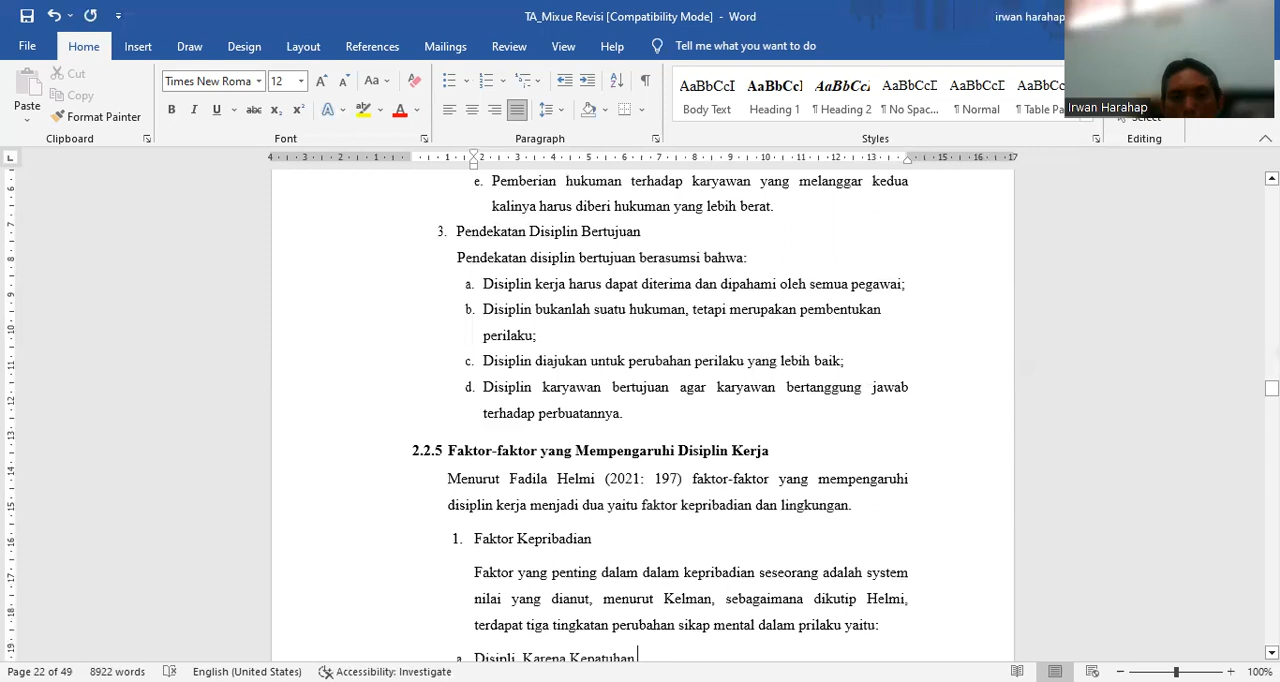 TA_Mixue Revisi [Compatibility Mode] - Word
irwan harahap
File Home Insert Draw Design Layout References Mailings Review View Help Tell me what you want to do
Cut
Copy
Format Painter
Paste
Times New Roma 12
AaBbCcD AaBbCcI AaBbCcI AaBbCcD AaBbCcD AaBbC
Body Text Heading 1 ¶ Heading 2 ¶ No Spac... ¶ Normal ¶ Table Pa
Irwan Harahap
Select
Clipboard Font Paragraph Styles Editing
e. Pemberian hukuman terhadap karyawan yang melanggar kedua
kalinya harus diberi hukuman yang lebih berat.
3. Pendekatan Disiplin Bertujuan
Pendekatan disiplin bertujuan berasumsi bahwa:
a. Disiplin kerja harus dapat diterima dan dipahami oleh semua pegawai;
b. Disiplin bukanlah suatu hukuman, tetapi merupakan pembentukan
perilaku;
c. Disiplin diajukan untuk perubahan perilaku yang lebih baik;
d. Disiplin karyawan bertujuan agar karyawan bertanggung jawab
terhadap perbuatannya.
2.2.5 Faktor-faktor yang Mempengaruhi Disiplin Kerja
Menurut Fadila Helmi (2021: 197) faktor-faktor yang mempengaruhi
disiplin kerja menjadi dua yaitu faktor kepribadian dan lingkungan.
1. Faktor Kepribadian
Faktor yang penting dalam dalam kepribadian seseorang adalah system
nilai yang dianut, menurut Kelman, sebagaimana dikutip Helmi,
terdapat tiga tingkatan perubahan sikap mental dalam prilaku yaitu:
a. Disipli Karena Kepatuhan
Page 22 of 49 8922 words English (United States) Accessibility: Investigate 100%